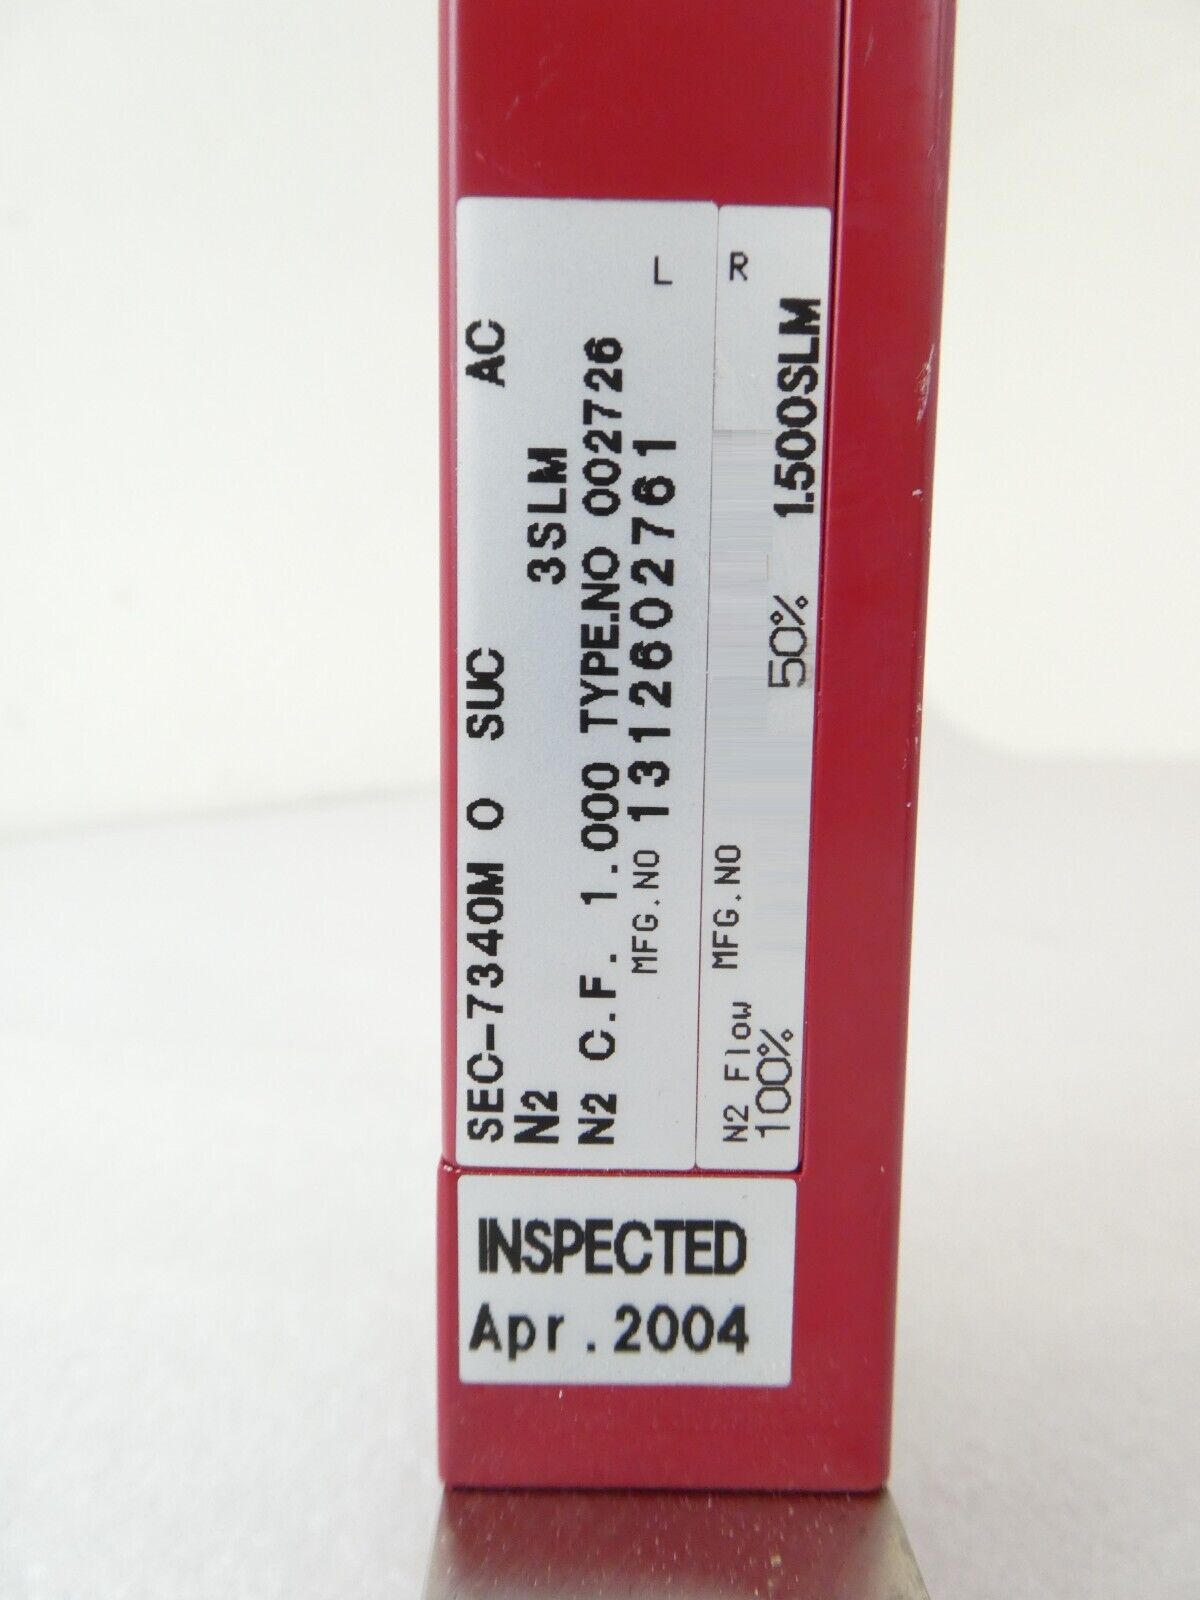 SEC-7340M O SUC AC
N2 3SLM
N2 C.F. 1.000 TYPE.NO 002726
MFG.NO 1312602761
L
R
N2 Flow MFG.NO
100% 50% 1.500SLM
INSPECTED
Apr.2004